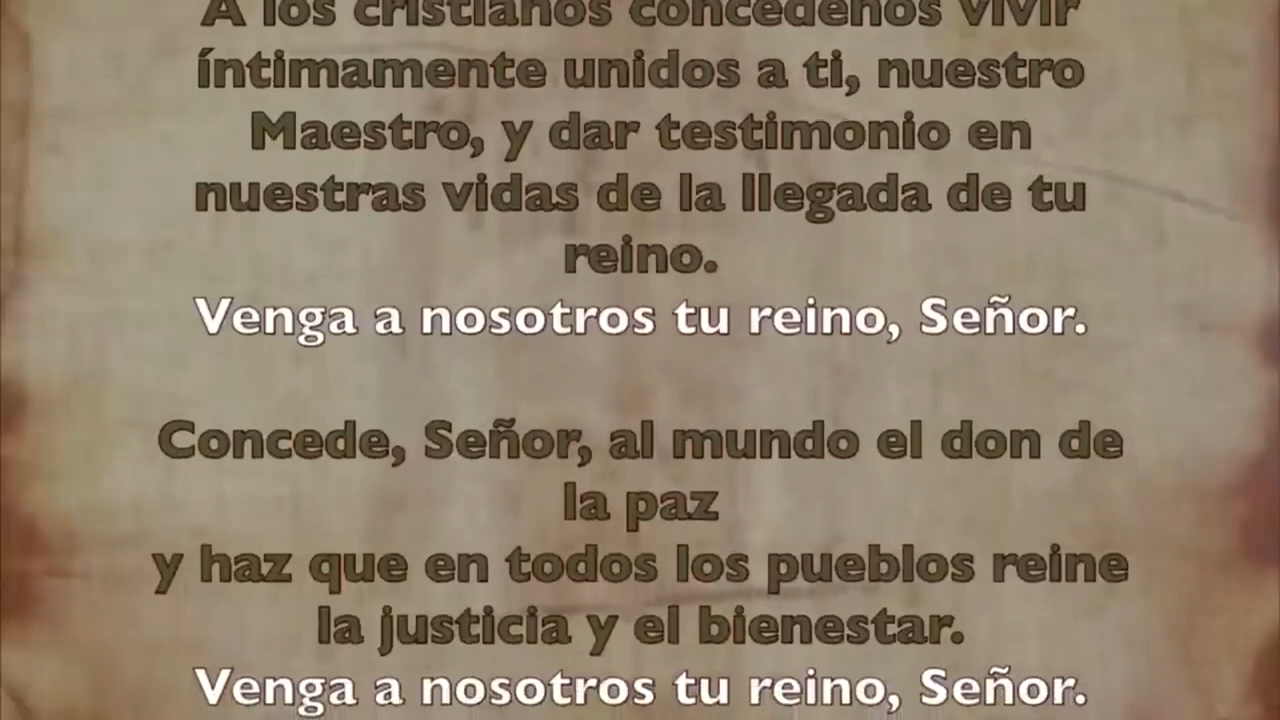 A los cristianos concédenos vivir
íntimamente unidos a ti, nuestro
Maestro, y dar testimonio en
nuestras vidas de la llegada de tu
reino.
Venga a nosotros tu reino, Señor.
Concede, Señor, al mundo el don de
la paz
y haz que en todos los pueblos reine
la justicia y el bienestar.
Venga a nosotros tu reino, Señor.